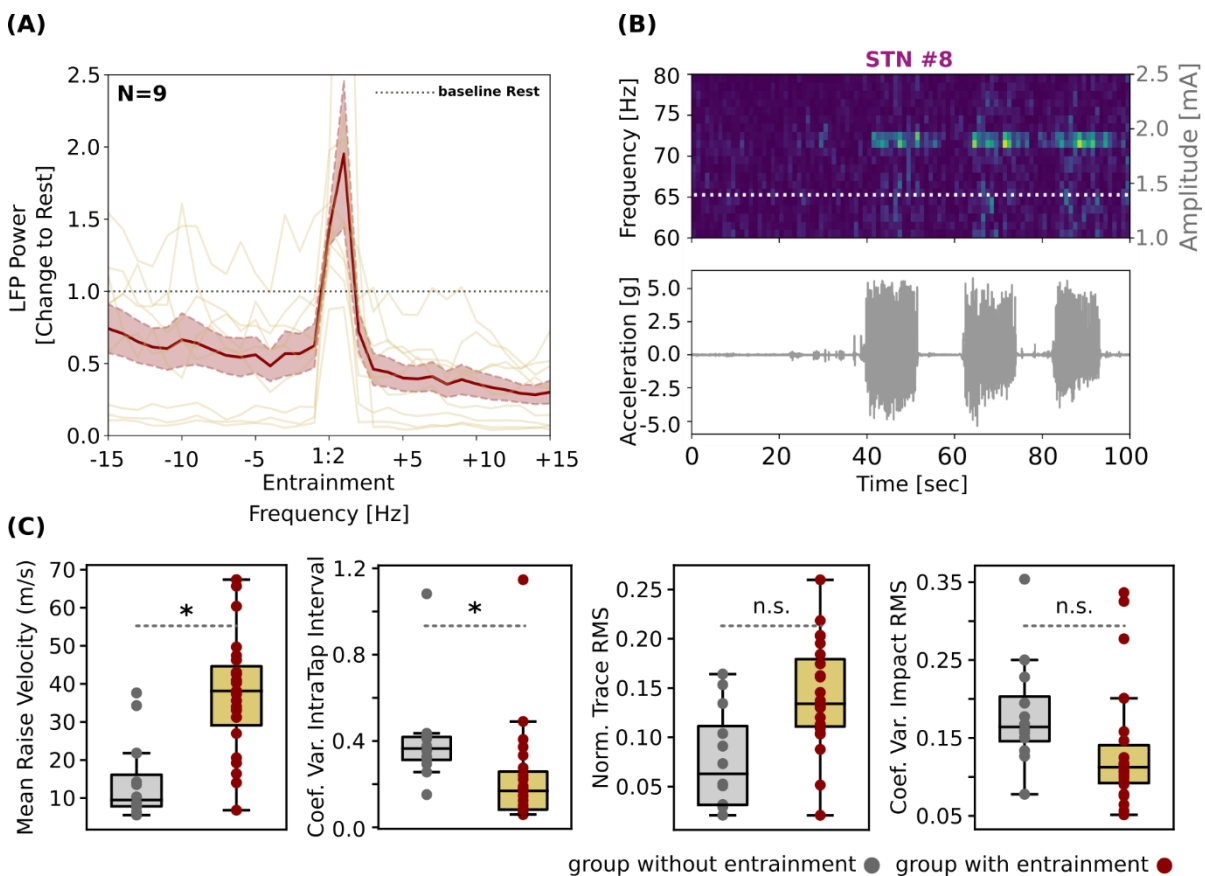 (A)
N=9
baseline Rest
2.5
2.0
1.5
1.0
0.5
0.0
LFP Power
[Change to Rest]
-15 -10 -5 1:2 +5 +10 +15
Entrainment
Frequency [Hz]
(B)
STN #8
80
75
70
65
60
Frequency [Hz]
2.5
2.0
1.5
1.0
Amplitude [mA]
5.0
2.5
0.0
-2.5
-5.0
Acceleration [g]
0 20 40 60 80 100
Time [sec]
(C)
Mean Raise Velocity (m/s)
70
60
50
40
30
20
10
*
Coef. Var. IntraTap Interval
1.2
0.8
0.4
0.0
*
Norm. Trace RMS
0.25
0.20
0.15
0.10
0.05
n.s.
Coef. Var. Impact RMS
0.35
0.25
0.15
0.05
n.s.
group without entrainment group with entrainment